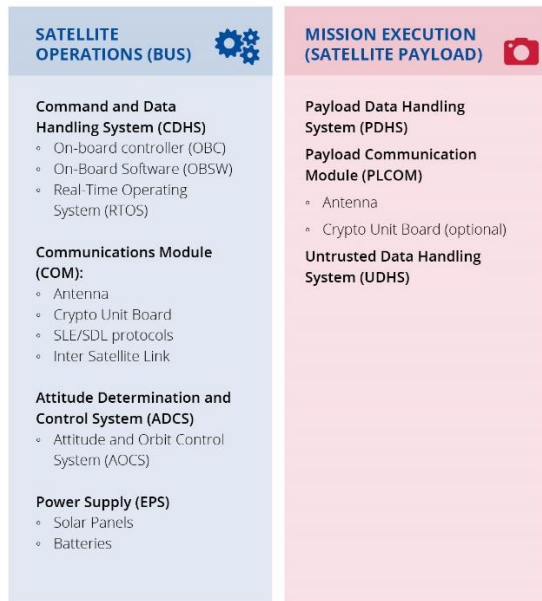 SATELLITE
OPERATIONS (BUS)
Command and Data
Handling System (CDHS)
◦ On-board controller (OBC)
◦ On-Board Software (OBSW)
◦ Real-Time Operating
System (RTOS)
Communications Module
(COM):
◦ Antenna
◦ Crypto Unit Board
◦ SLE/SDL protocols
◦ Inter Satellite Link
Attitude Determination and
Control System (ADCS)
◦ Attitude and Orbit Control
System (AOCS)
Power Supply (EPS)
◦ Solar Panels
◦ Batteries
MISSION EXECUTION
(SATELLITE PAYLOAD)
Payload Data Handling
System (PDHS)
Payload Communication
Module (PLCOM)
◦ Antenna
◦ Crypto Unit Board (optional)
Untrusted Data Handling
System (UDHS)